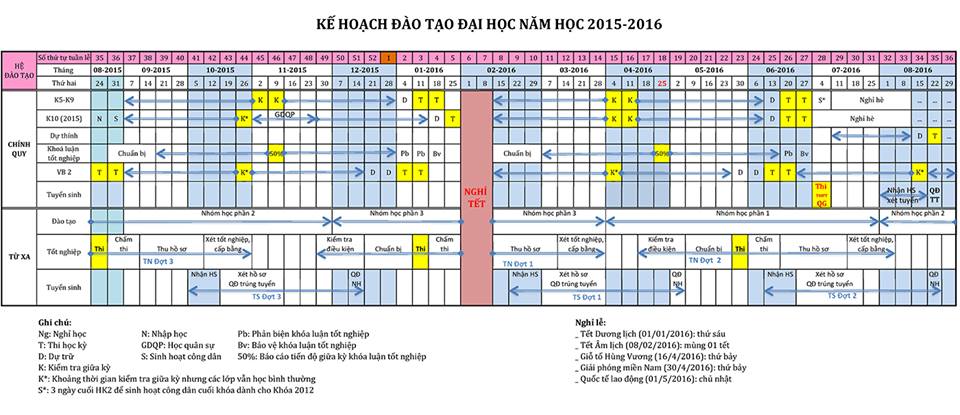 KẾ HOẠCH ĐÀO TẠO ĐẠI HỌC NĂM HỌC 2015-2016
HỆ ĐÀO TẠO
Số thứ tự tuần lễ 35 36 37 38 39 40 41 42 43 44 45 46 47 48 49 50 51 52 1 2 3 4 5 6 7 8 9 10 11 12 13 14 15 16 17 18 19 20 21 22 23 24 25 26 27 28 29 30 31 32 33 34 35 36
Tháng 08-2015 09-2015 10-2015 11-2015 12-2015 01-2016 02-2016 03-2016 04-2016 05-2016 06-2016 07-2016 08-2016
Thứ hai 24 31 7 14 21 28 5 12 19 26 2 9 16 23 30 7 14 21 28 4 11 18 25 1 8 15 22 29 7 14 21 28 4 11 18 25 2 9 16 23 30 6 13 20 27 4 11 18 25 1 8 15 22 29
CHÍNH QUY
K5-K9 K K D T T K K D T T S* Nghỉ hè ... ...
K10 (2015) N S K* GDQP D T K K D T T Nghỉ hè ... ...
Dự thính D T ...
Khoá luận tốt nghiệp Chuẩn bị 50% Pb Pb Bv Chuẩn bị 50% Pb Bv
VB 2 T T K* D D T T K* D T T K*
Tuyển sinh Thi THPT QG Nhận HS xét tuyển QĐ TT
NGHỈ TẾT
TỪ XA
Đào tạo Nhóm học phần 2 Nhóm học phần 3 Nhóm học phần 3 Nhóm học phần 1 Nhóm học phần 2
Tốt nghiệp Thi Chấm thi Thu hồ sơ Xét tốt nghiệp, cấp bằng Kiểm tra điều kiện Chuẩn bị Thi Chấm thi Thu hồ sơ Xét tốt nghiệp, cấp bằng Kiểm tra điều kiện Chuẩn bị Thi Chấm thi Thu hồ sơ Xét tốt nghiệp, cấp bằng
TN Đợt 3 TN Đợt 1 TN Đợt 2
Tuyển sinh Nhận HS Xét hồ sơ QĐ trúng tuyển QĐ NH Nhận HS Xét hồ sơ QĐ trúng tuyển QĐ NH Nhận HS Xét hồ sơ QĐ trúng tuyển QĐ NH
TS Đợt 3 TS Đợt 1 TS Đợt 2
Ghi chú:
Ng: Nghỉ học N: Nhập học Pb: Phản biện khóa luận tốt nghiệp
T: Thi học kỳ GDQP: Học quân sự Bv: Bảo vệ khóa luận tốt nghiệp
D: Dự trữ S: Sinh hoạt công dân 50%: Báo cáo tiến độ giữa kỳ khóa luận tốt nghiệp
K: Kiểm tra giữa kỳ
K*: Khoảng thời gian kiểm tra giữa kỳ nhưng các lớp vẫn học bình thường
S*: 3 ngày cuối HK2 để sinh hoạt công dân cuối khóa dành cho Khóa 2012
Nghỉ lễ:
_ Tết Dương lịch (01/01/2016): thứ sáu
_ Tết Âm lịch (08/02/2016): mùng 01 tết
_ Giỗ tổ Hùng Vương (16/4/2016): thứ bảy
_ Giải phóng miền Nam (30/4/2016): thứ bảy
_ Quốc tế lao động (01/5/2016): chủ nhật